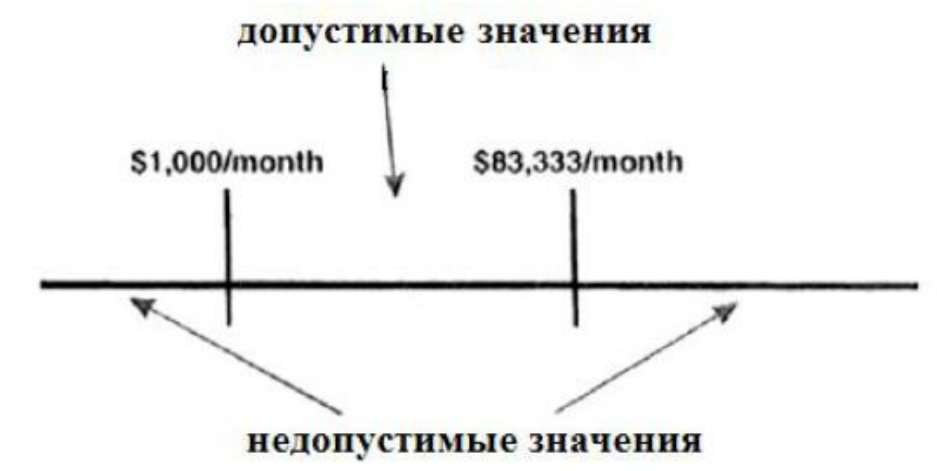 допустимые значения
$1,000/month
$83,333/month
недопустимые значения